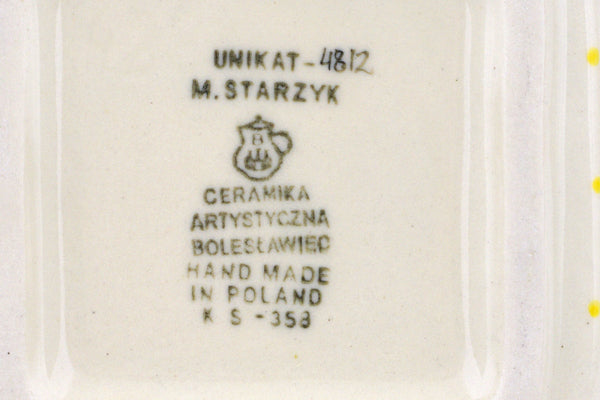 UNIKAT-4812
M. STARZYK
B
CERAMIKA
ARTYSTYCZNA
BOLESŁAWIEC
HAND MADE
IN POLAND
K S - 358